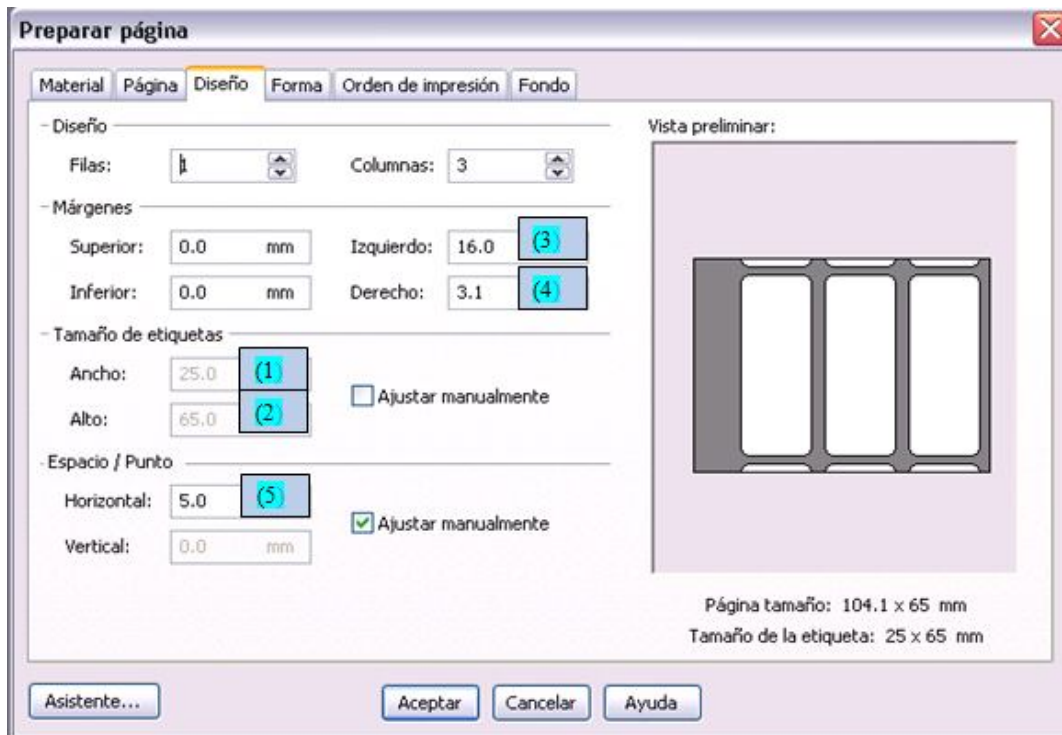 Preparar página
Material Página Diseño Forma Orden de impresión Fondo
Diseño
Filas: 1 Columnas: 3
Márgenes
Superior: 0.0 mm Izquierdo: 16.0 (3)
Inferior: 0.0 mm Derecho: 3.1 (4)
Tamaño de etiquetas
Ancho: 25.0 (1)
Ajustar manualmente
Alto: 65.0 (2)
Espacio / Punto
Horizontal: 5.0 (5)
Ajustar manualmente
Vertical: 0.0 mm
Vista preliminar:
Página tamaño: 104.1 x 65 mm
Tamaño de la etiqueta: 25 x 65 mm
Asistente... Aceptar Cancelar Ayuda